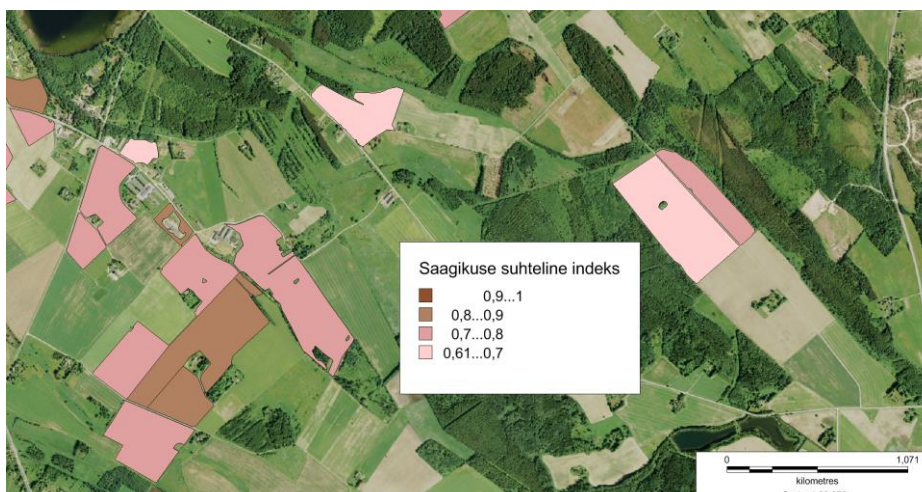 Saagikuse suhteline indeks
0,9...1
0,8...0,9
0,7...0,8
0,61...0,7
0 1,071
kilometres